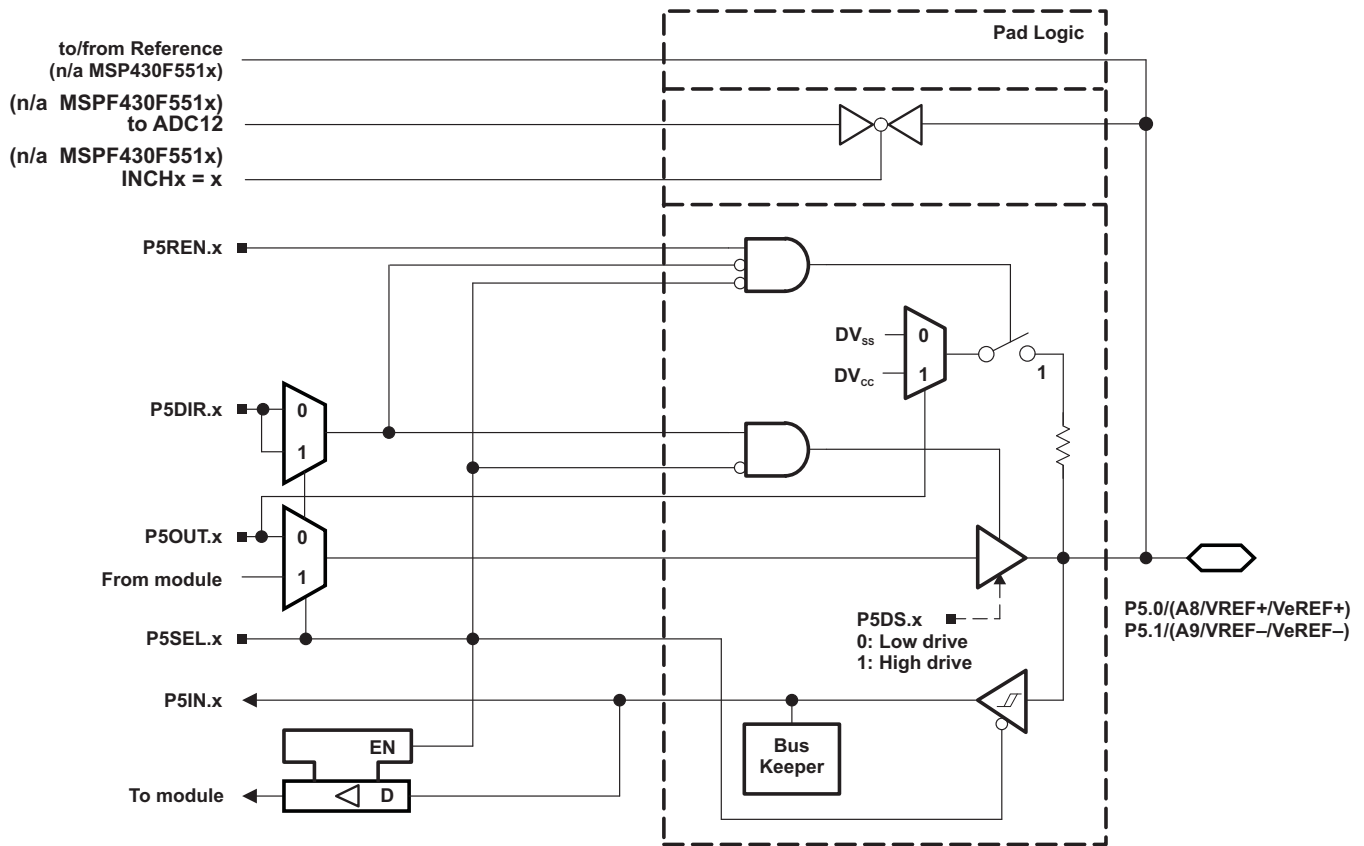 Pad Logic
to/from Reference
(n/a MSP430F551x)
(n/a MSPF430F551x)
to ADC12
(n/a MSPF430F551x)
INCHx = x
P5REN.x
DVSS
0
DVCC
1
1
P5DIR.x
0
1
P5OUT.x
0
From module
1
P5DS.x
0: Low drive
1: High drive
P5.0/(A8/VREF+/VeREF+)
P5.1/(A9/VREF–/VeREF–)
P5SEL.x
P5IN.x
EN
Bus
Keeper
To module
D